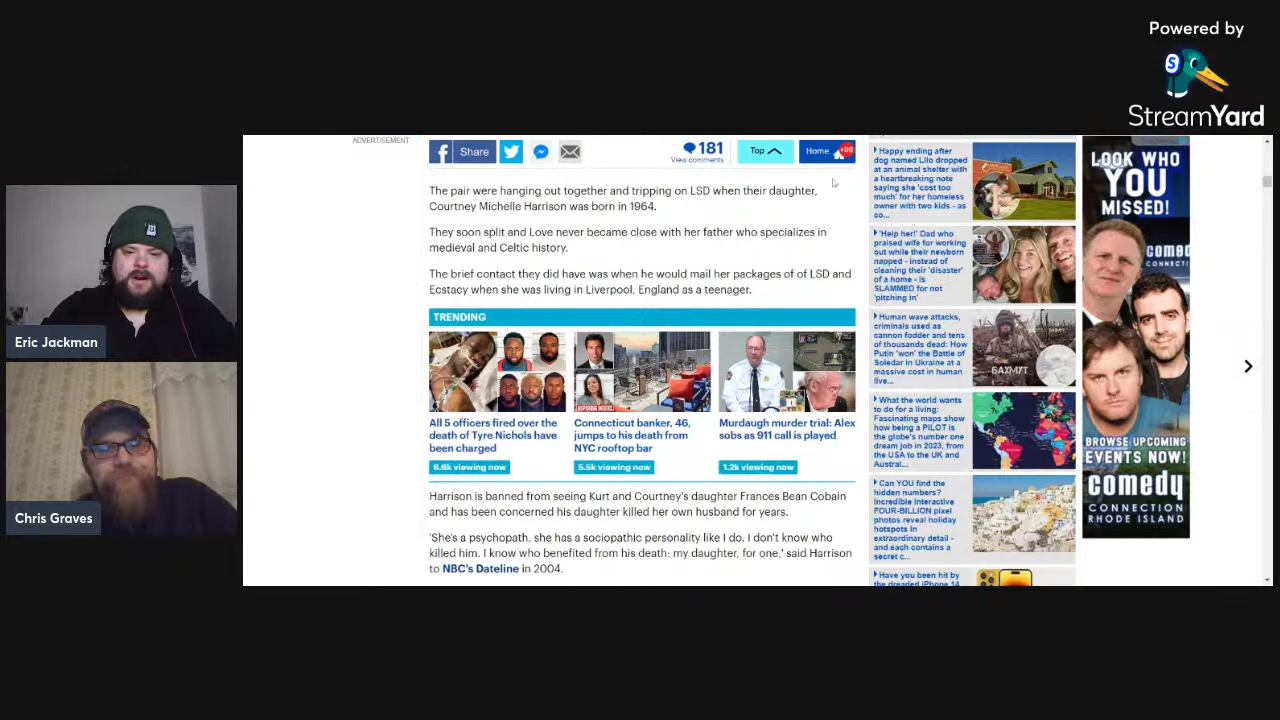 Powered by
S
StreamYard
ADVERTISEMENT
Share
181
View comments
Top
Home
+99
The pair were hanging out together and tripping on LSD when their daughter,
Courtney Michelle Harrison was born in 1964.
They soon split and Love never became close with her father who specializes in
medieval and Celtic history.
The brief contact they did have was when he would mail her packages of of LSD and
Ecstacy when she was living in Liverpool, England as a teenager.
TRENDING
All 5 officers fired over the
death of Tyre Nichols have
been charged
6.6k viewing now
Connecticut banker, 46,
jumps to his death from
NYC rooftop bar
5.5k viewing now
Murdaugh murder trial: Alex
sobs as 911 call is played
1.2k viewing now
Harrison is banned from seeing Kurt and Courtney's daughter Frances Bean Cobain
and has been concerned his daughter killed her own husband for years.
'She's a psychopath, she has a sociopathic personality like I do. I don't know who
killed him. I know who benefited from his death: my daughter, for one,' said Harrison
to NBC's Dateline in 2004.
Happy ending after
dog named Lilo dropped
at an animal shelter with
a heartbreaking note
saying she 'cost too
much' for her homeless
owner with two kids - as
co...
'Help her!' Dad who
praised wife for working
out while their newborn
napped - instead of
cleaning their 'disaster'
of a home - is
SLAMMED for not
'pitching in'
Human wave attacks,
criminals used as
cannon fodder and tens
of thousands dead: How
Putin 'won' the Battle of
Soledar in Ukraine at a
massive cost in human
live...
БАХМУТ
What the world wants
to do for a living:
Fascinating maps show
how being a PILOT is
the globe's number one
dream job in 2023, from
the USA to the UK and
Austral...
Can YOU find the
hidden numbers?
Incredible interactive
FOUR-BILLION pixel
photos reveal holiday
hotspots in
extraordinary detail -
and each contains a
secret c...
Have you been hit by
the dreaded iPhone 14
LOOK WHO
YOU
MISSED!
BROWSE UPCOMING
EVENTS NOW!
comedy
CONNECTION
RHODE ISLAND
Eric Jackman
Chris Graves